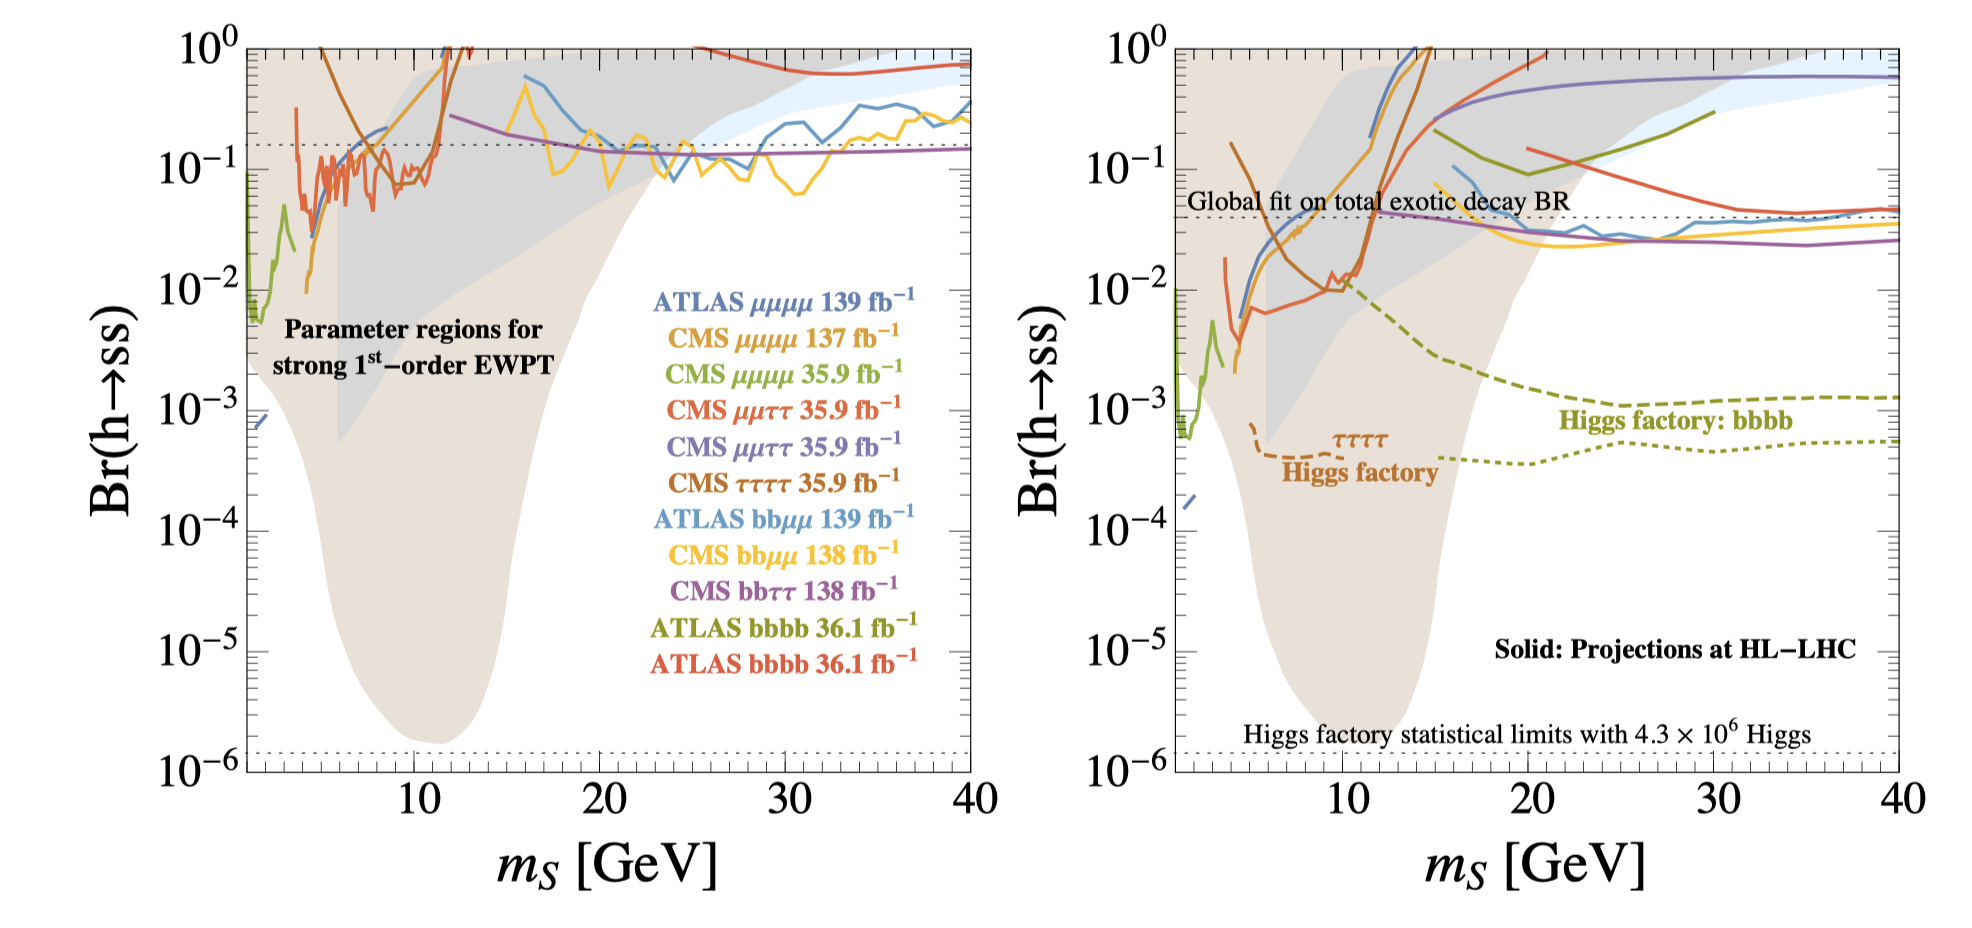 10⁰
10⁻¹
10⁻²
10⁻³
10⁻⁴
10⁻⁵
10⁻⁶
Br(h→ss)
Parameter regions for
strong 1ˢᵗ−order EWPT
ATLAS μμμμ 139 fb⁻¹
CMS μμμμ 137 fb⁻¹
CMS μμμμ 35.9 fb⁻¹
CMS μμττ 35.9 fb⁻¹
CMS μμττ 35.9 fb⁻¹
CMS ττττ 35.9 fb⁻¹
ATLAS bbμμ 139 fb⁻¹
CMS bbμμ 138 fb⁻¹
CMS bbττ 138 fb⁻¹
ATLAS bbbb 36.1 fb⁻¹
ATLAS bbbb 36.1 fb⁻¹
10 20 30 40
m_S [GeV]
10⁰
10⁻¹
10⁻²
10⁻³
10⁻⁴
10⁻⁵
10⁻⁶
Br(h→ss)
Global fit on total exotic decay BR
Higgs factory: bbbb
ττττ
Higgs factory
Solid: Projections at HL−LHC
Higgs factory statistical limits with 4.3 × 10⁶ Higgs
10 20 30 40
m_S [GeV]